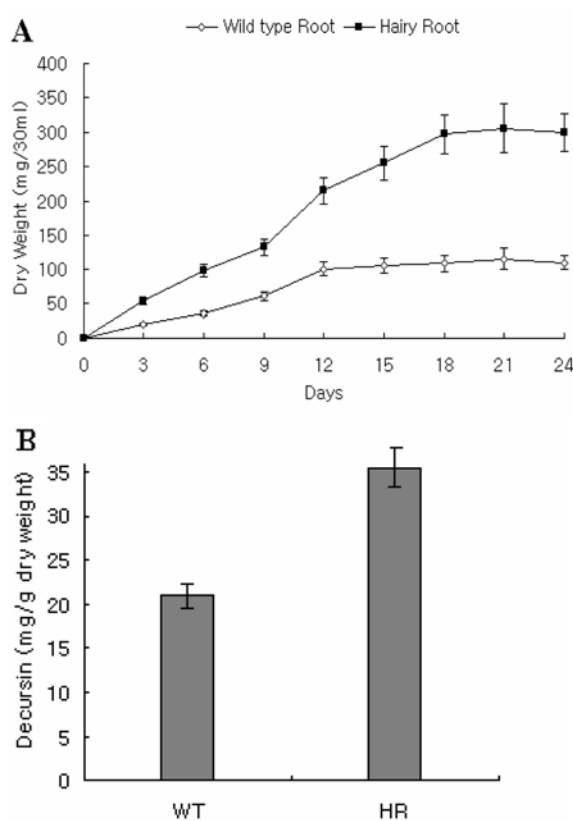 A
Wild type Root Hairy Root
Dry Weight (mg/30ml)
400
350
300
250
200
150
100
50
0
0 3 6 9 12 15 18 21 24
Days
B
Decursin (mg/g dry weight)
35
30
25
20
15
10
5
0
WT HR